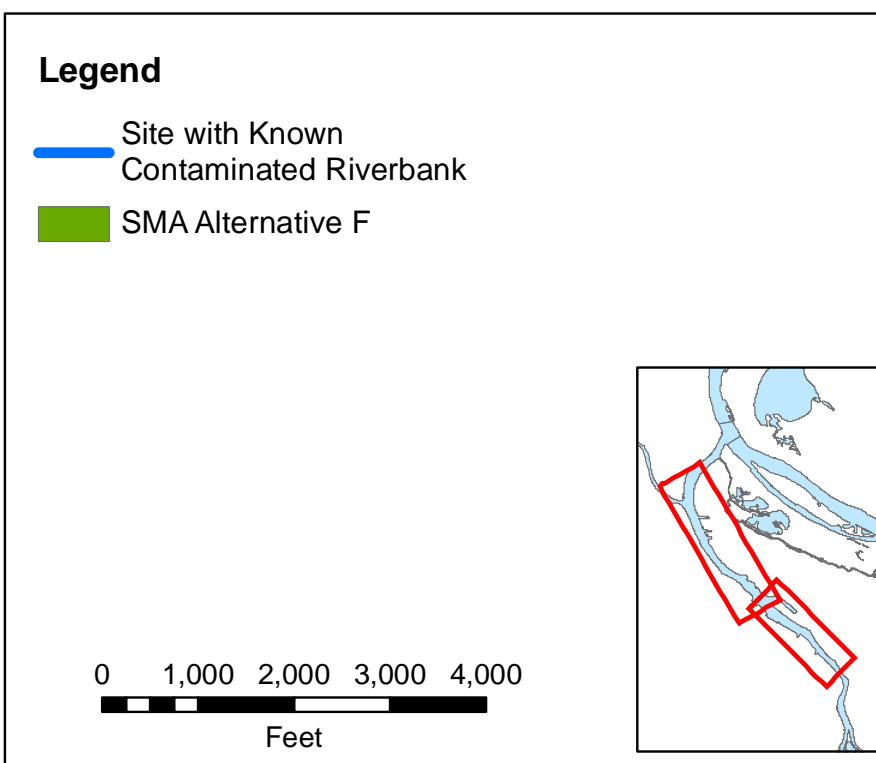 Legend
Site with Known
Contaminated Riverbank
SMA Alternative F
0 1,000 2,000 3,000 4,000
Feet